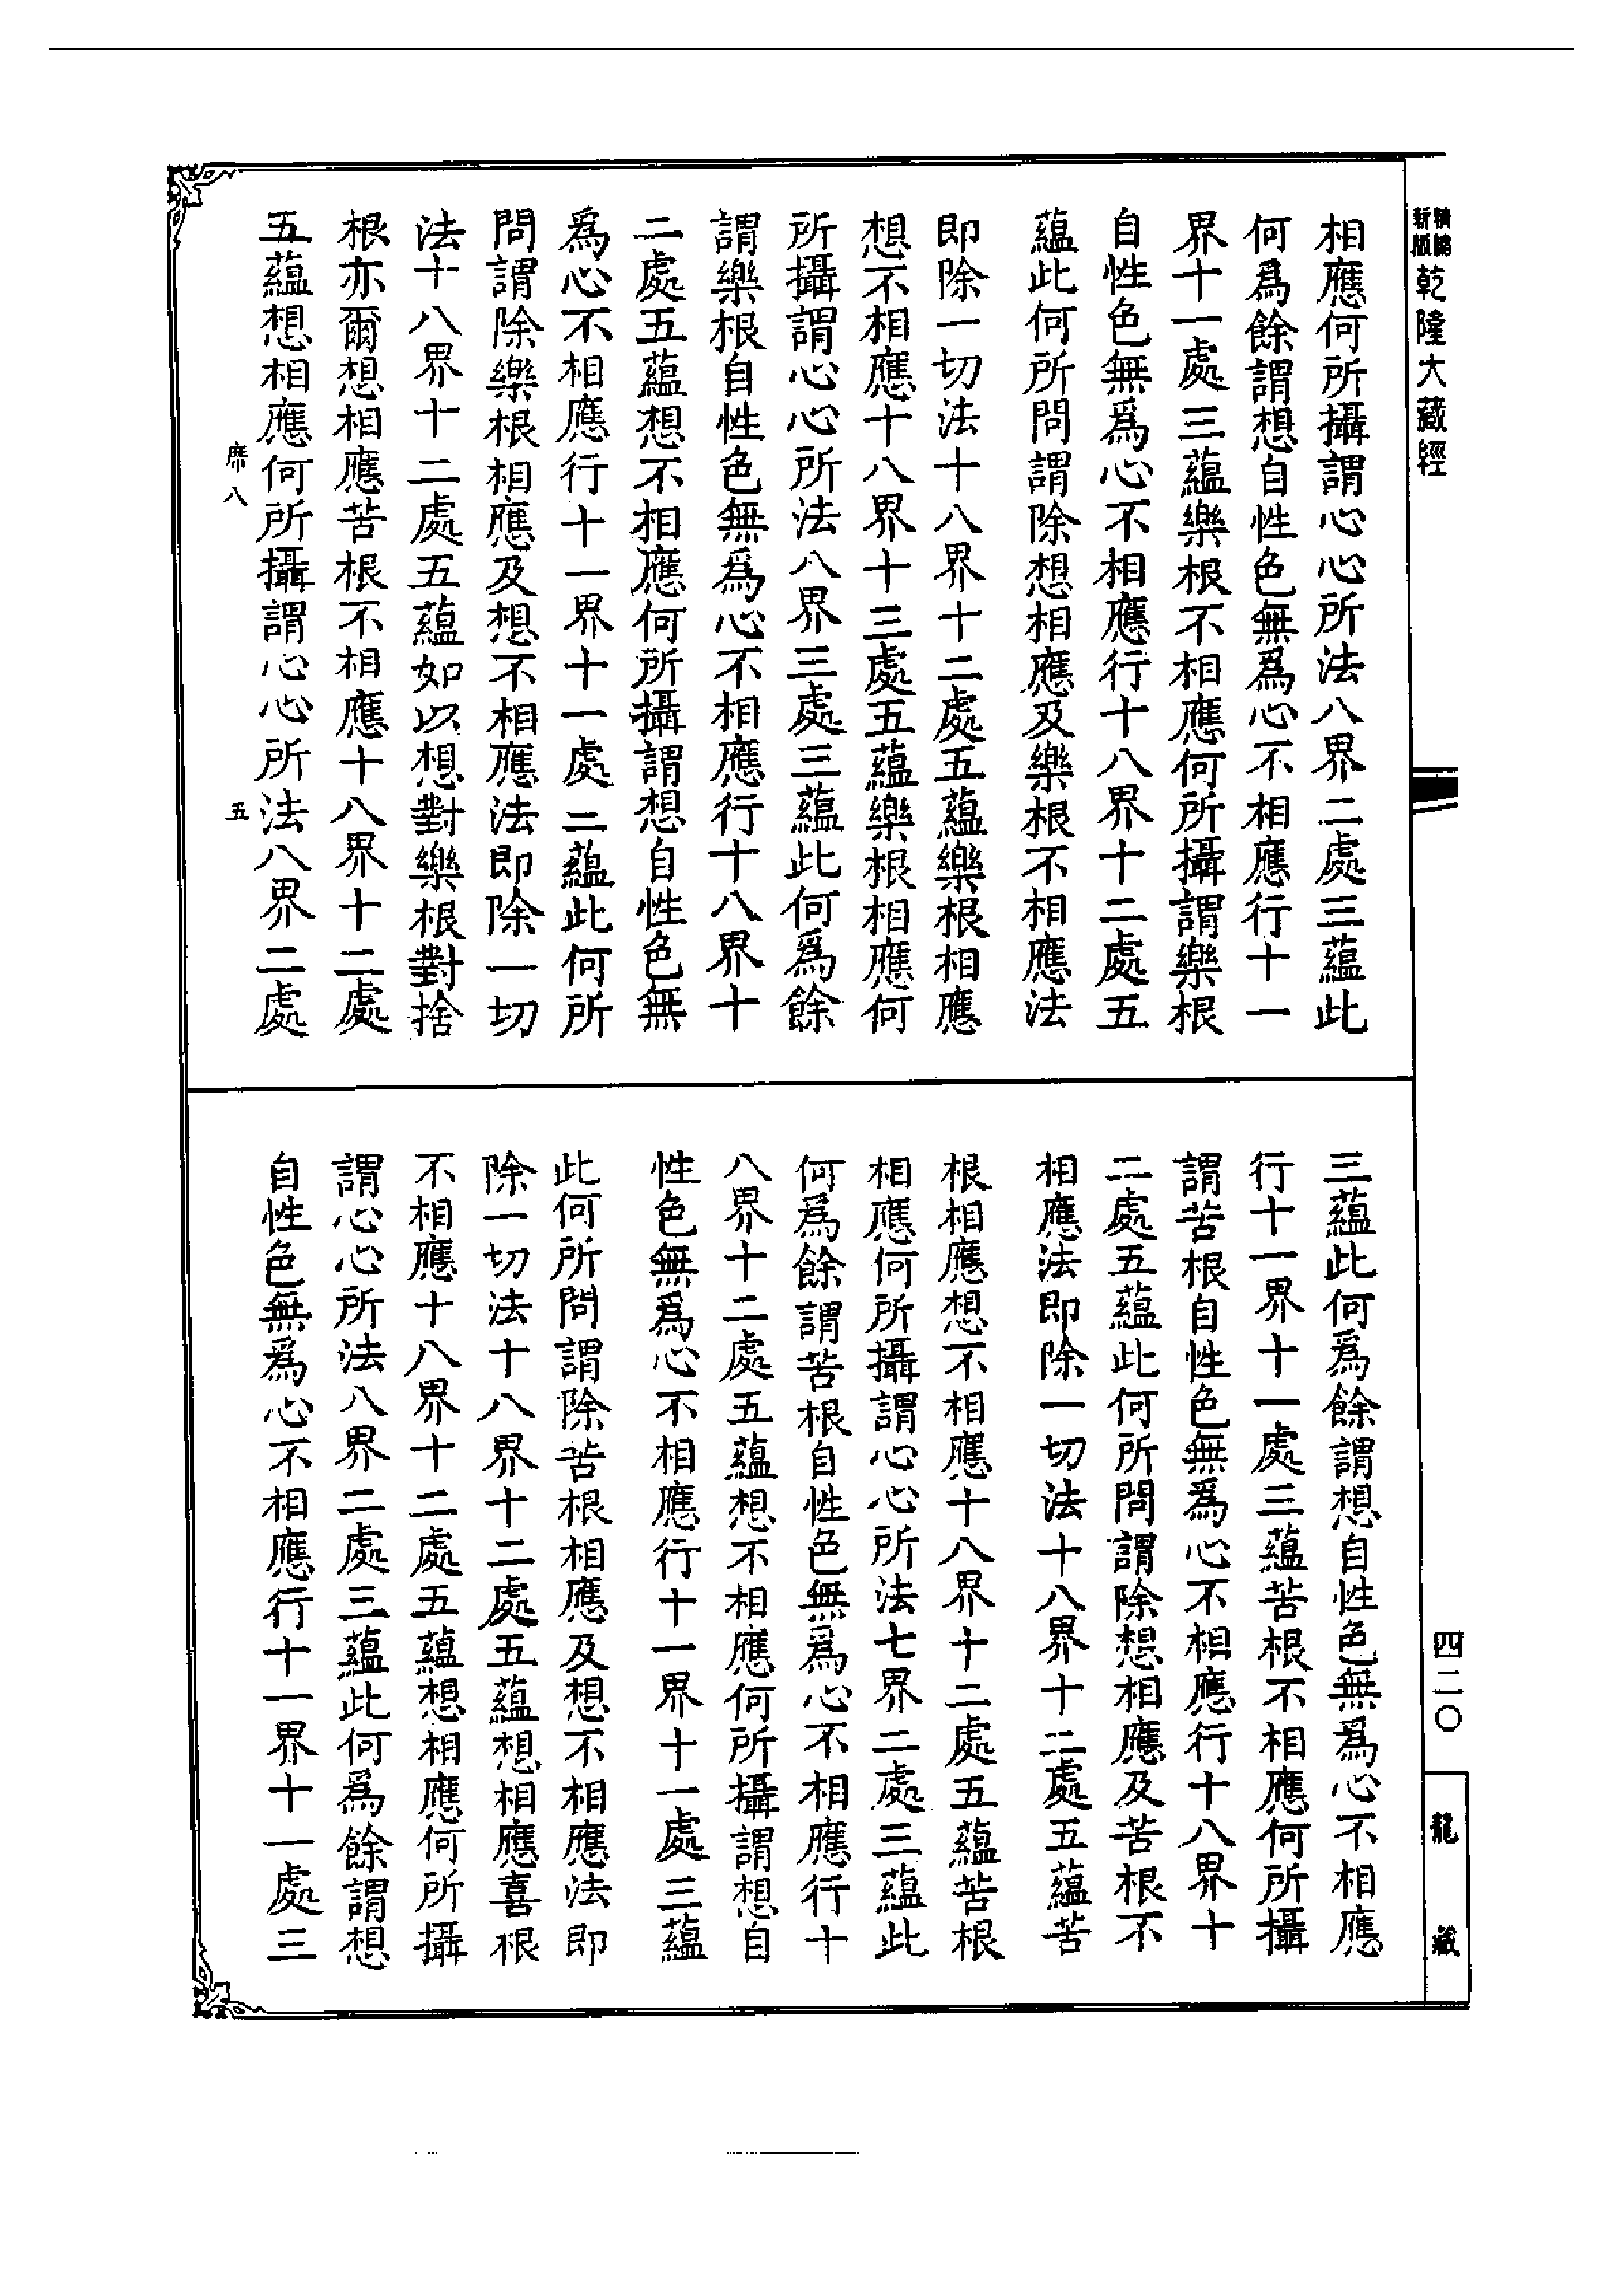 精編
新版
乾隆大藏經
相應何所攝謂心心所法八界二處三蘊此
何爲餘謂想自性色無爲心不相應行十一
界十一處三蘊樂根不相應何所攝謂樂根
自性色無爲心不相應行十八界十二處五
蘊此何所問謂除想相應及樂根不相應法
即除一切法十八界十二處五蘊樂根相應
想不相應十八界十三處五蘊樂根相應何
所攝謂心心所法八界三處三蘊此何爲餘
謂樂根自性色無爲心不相應行十八界十
二處五蘊想不相應何所攝謂想自性色無
爲心不相應行十一界十一處二蘊此何所
問謂除樂根相應及想不相應法即除一切
法十八界十二處五蘊如以想對樂根對捨
根亦爾想相應苦根不相應十八界十二處
五蘊想相應何所攝謂心心所法八界二處
席八
五
三蘊此何爲餘謂想自性色無爲心不相應
行十一界十一處三蘊苦根不相應何所攝
謂苦根自性色無爲心不相應行十八界十
二處五蘊此何所問謂除想相應及苦根不
相應法即除一切法十八界十二處五蘊苦
根相應想不相應十八界十二處五蘊苦根
相應何所攝謂心心所法七界二處三蘊此
何爲餘謂苦根自性色無爲心不相應行十
八界十二處五蘊想不相應何所攝謂想自
性色無爲心不相應行十一界十一處三蘊
此何所問謂除苦根相應及想不相應法即
除一切法十八界十二處五蘊想相應喜根
不相應十八界十二處五蘊想相應何所攝
謂心心所法八界二處三蘊此何爲餘謂想
自性色無爲心不相應行十一界十一處三
四二〇
龍藏